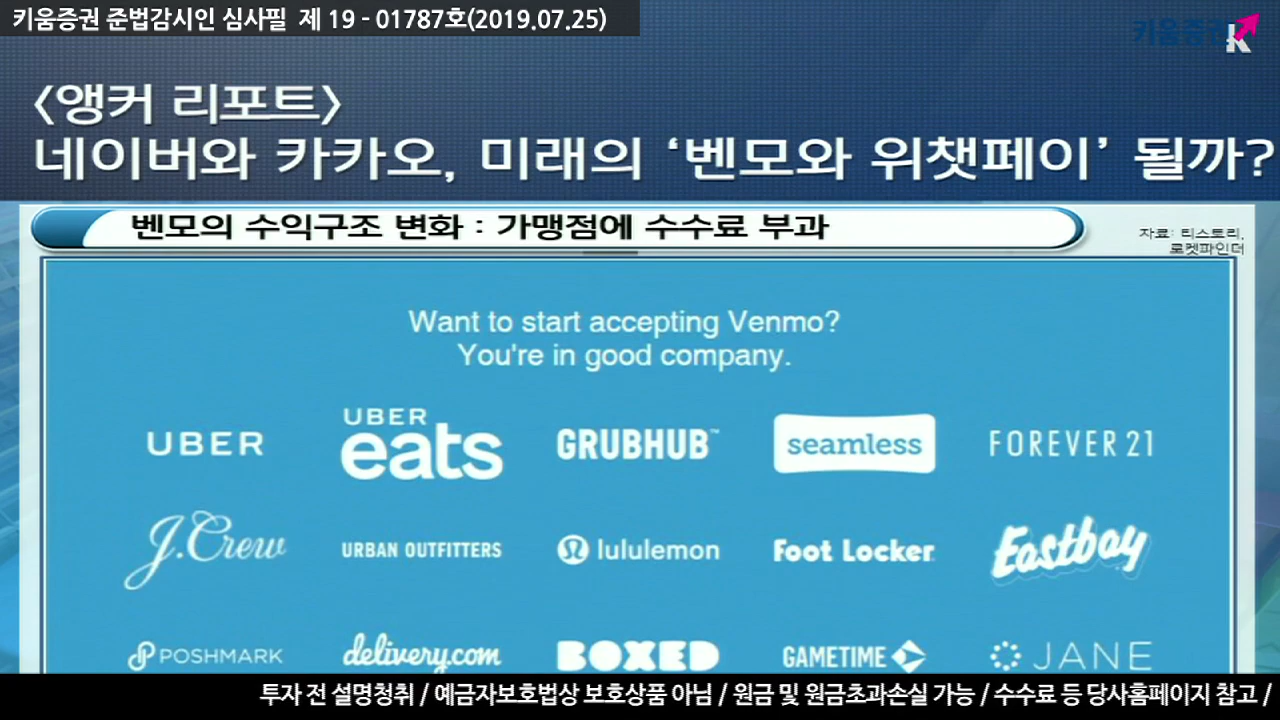 키움증권 준법감시인 심사필 제 19 - 01787호(2019.07.25)
키움증권
<앵커 리포트>
네이버와 카카오, 미래의 ‘벤모와 위챗페이’ 될까?
벤모의 수익구조 변화 : 가맹점에 수수료 부과
자료: 티스토리,
로켓파인더
Want to start accepting Venmo?
You're in good company.
UBER
UBER eats
GRUBHUB™
seamless
FOREVER 21
J.Crew
URBAN OUTFITTERS
lululemon
Foot Locker
Eastbay
POSHMARK
delivery.com
BOXED
GAMETIME
JANE
투자 전 설명청취 / 예금자보호법상 보호상품 아님 / 원금 및 원금초과손실 가능 / 수수료 등 당사홈페이지 참고 /